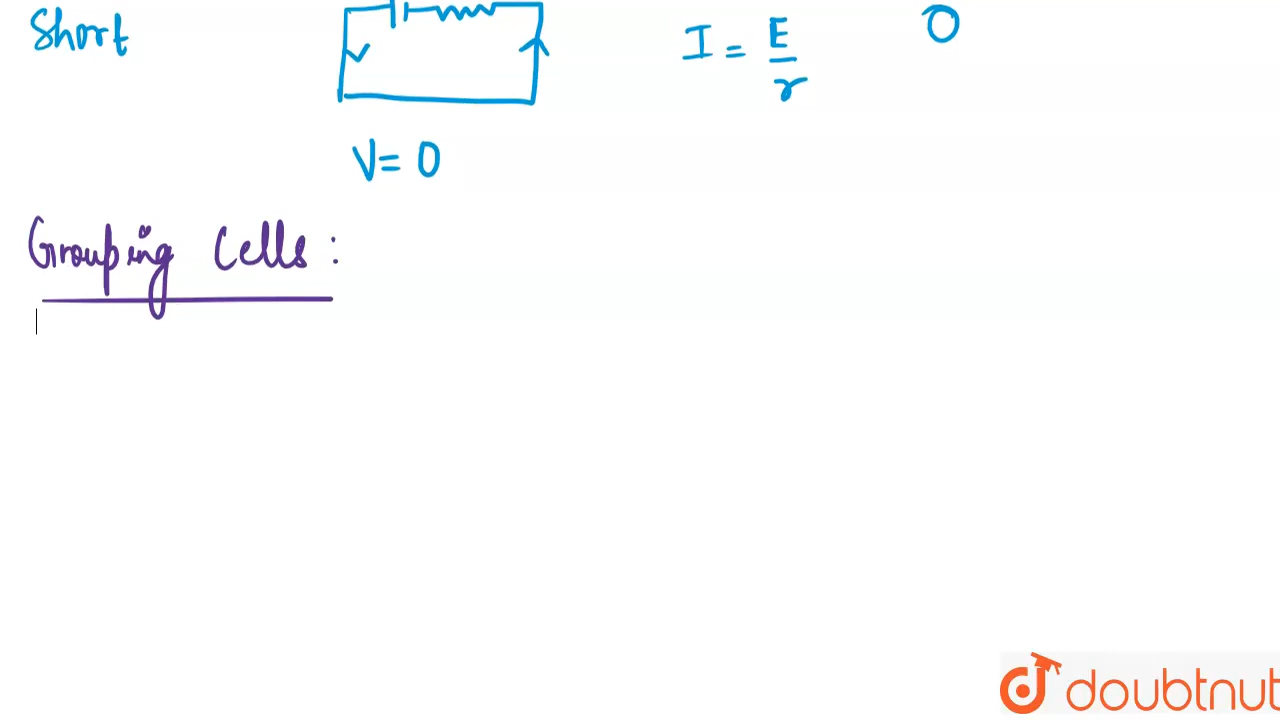 Short
I = E/r
0
V = 0
Grouping Cells :
doubtnut